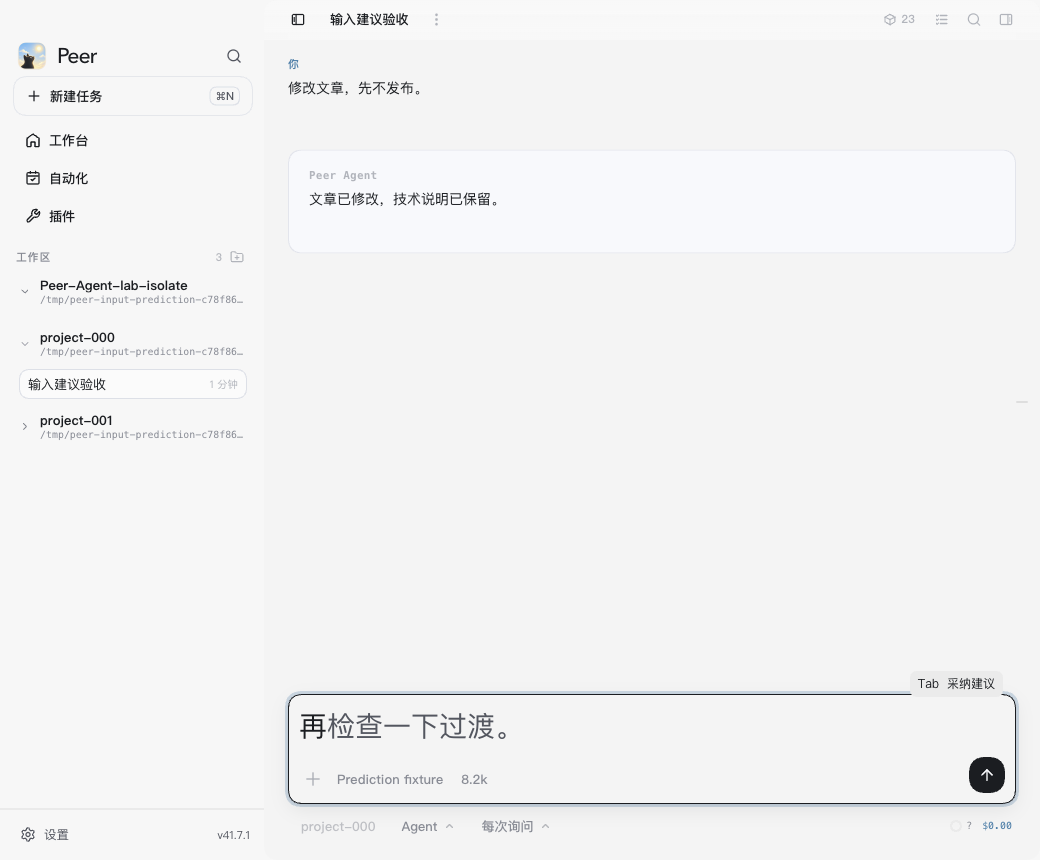 输入建议验收
23
Peer
新建任务 ⌘N
工作台
自动化
插件
工作区 3
Peer-Agent-lab-isolate
/tmp/peer-input-prediction-c78f86…
project-000
/tmp/peer-input-prediction-c78f86…
输入建议验收 1 分钟
project-001
/tmp/peer-input-prediction-c78f86…
设置 v41.7.1
你
修改文章，先不发布。
Peer Agent
文章已修改，技术说明已保留。
Tab 采纳建议
再检查一下过渡。
Prediction fixture 8.2k
project-000 Agent 每次询问 ? $0.00